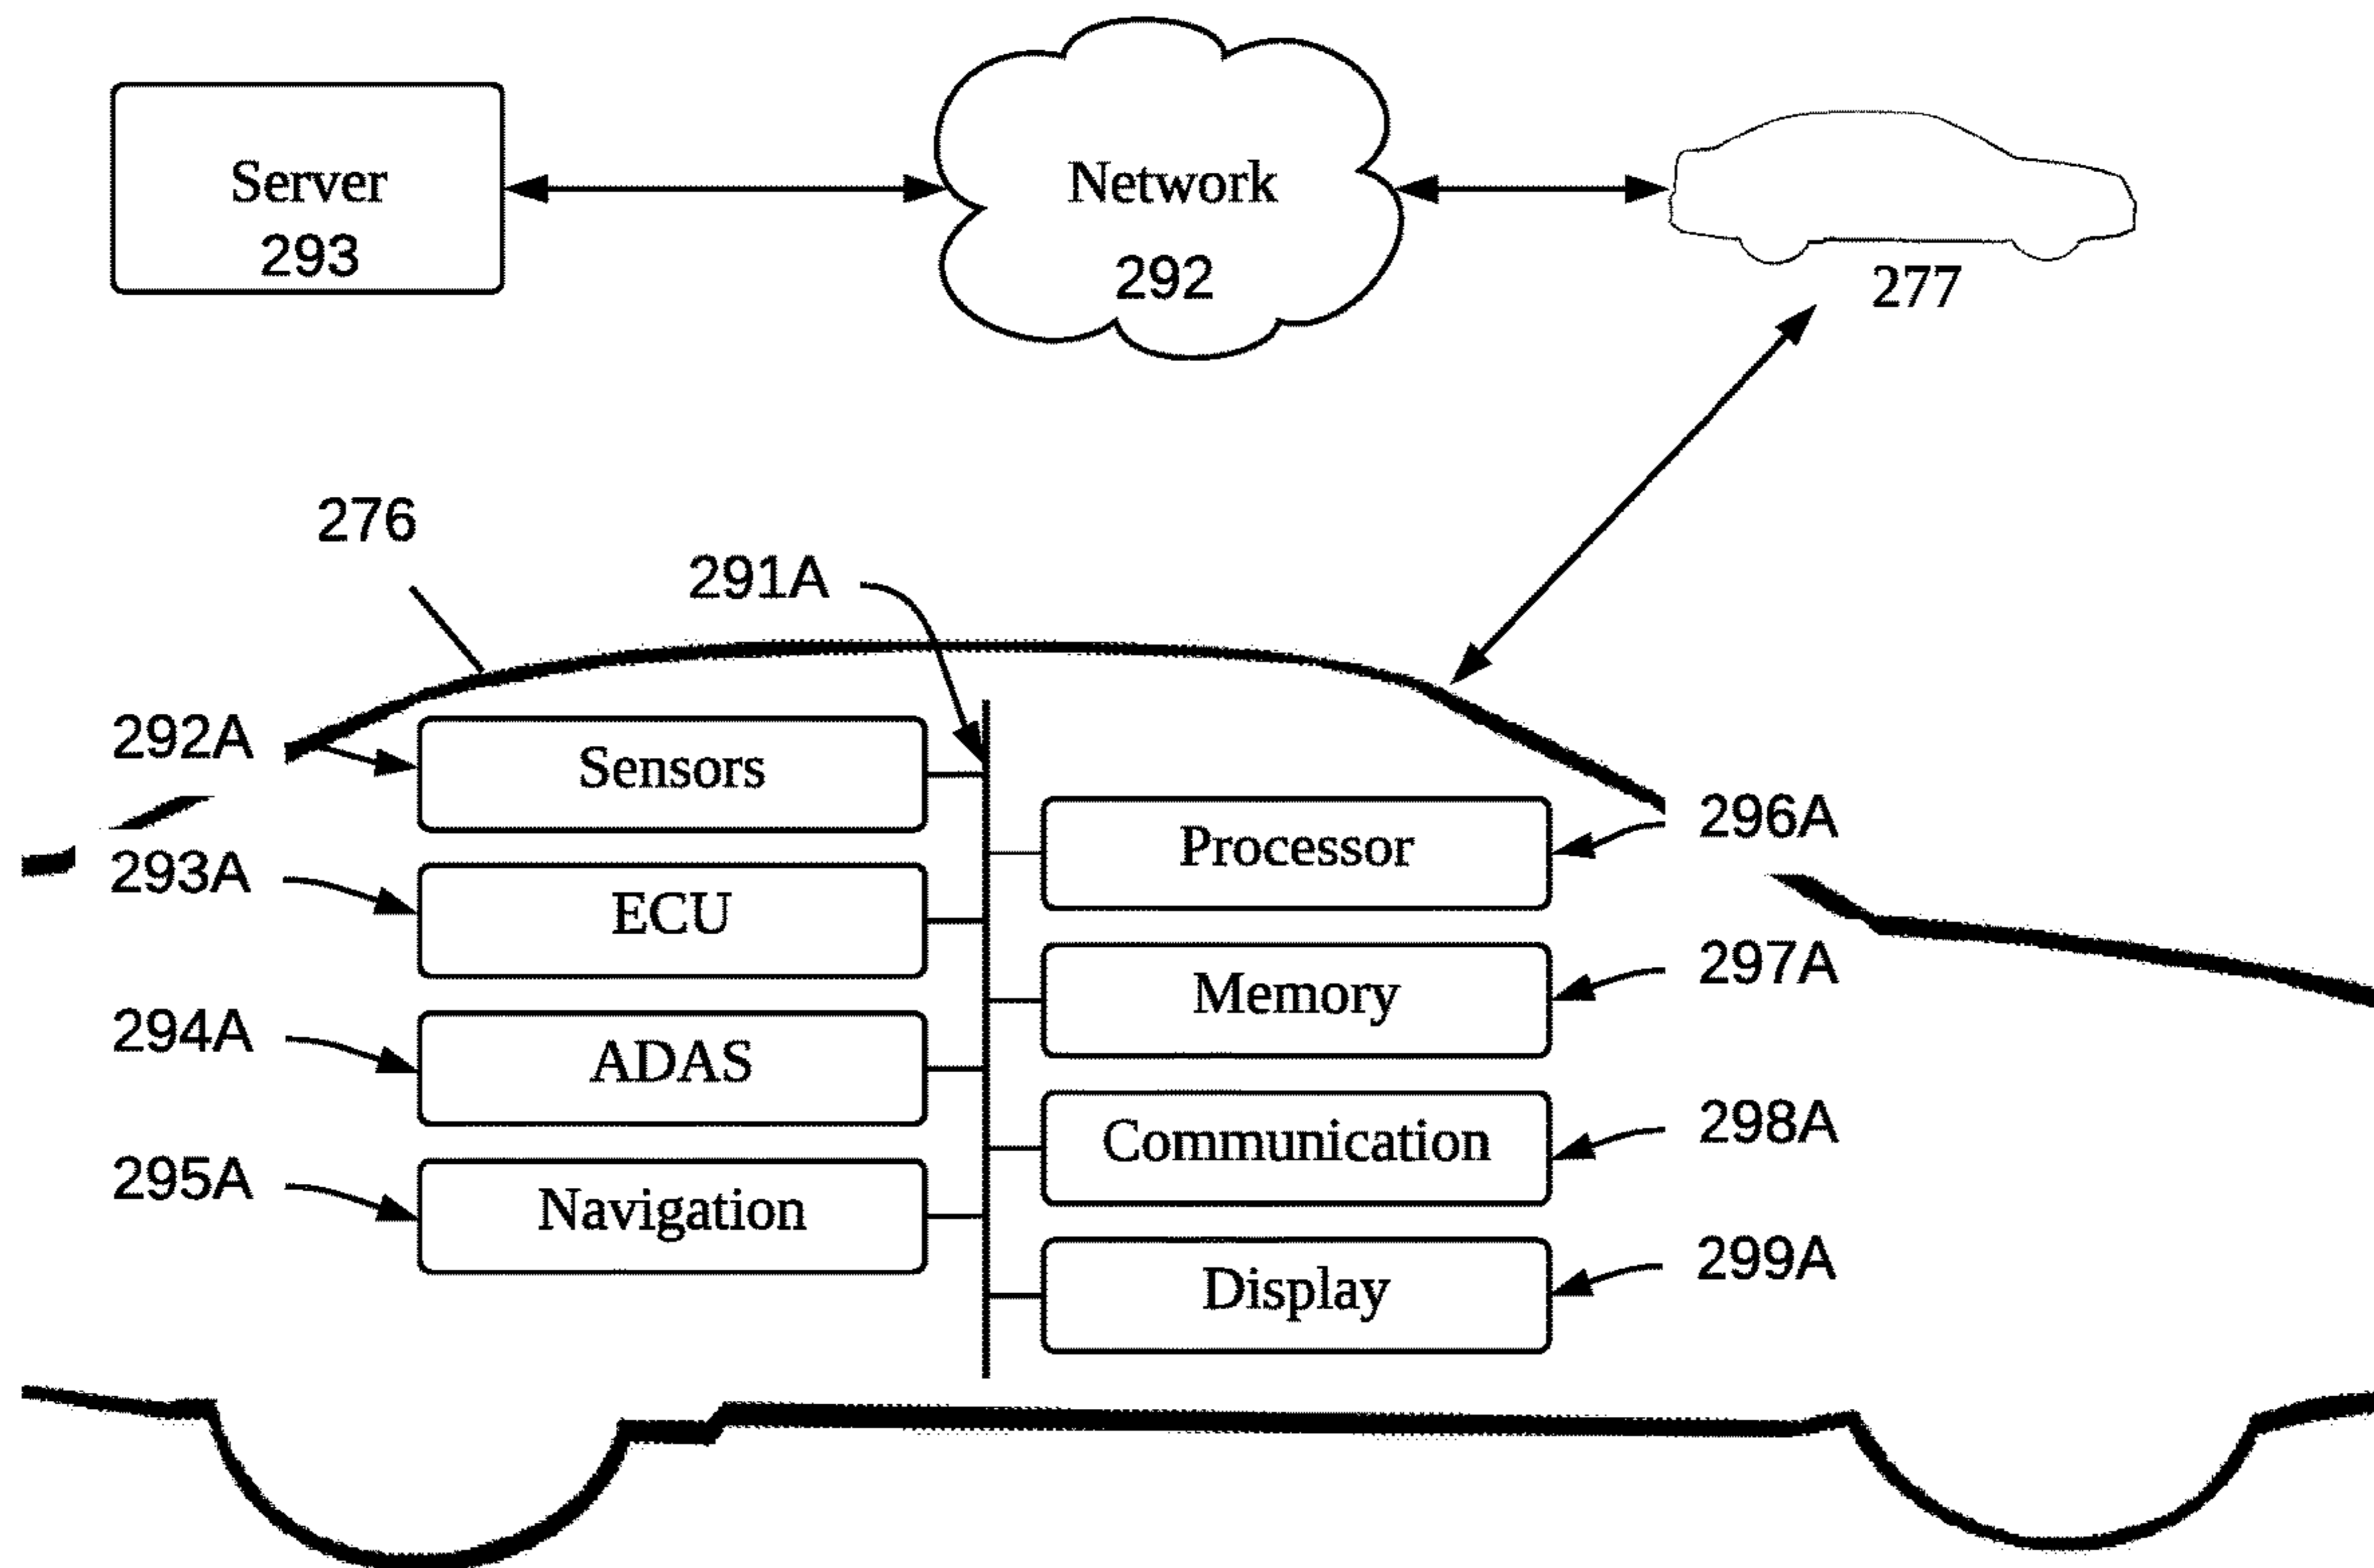 Server
293
Network
292
277
276
291A
292A
Sensors
293A
ECU
294A
ADAS
295A
Navigation
Processor
296A
Memory
297A
Communication
298A
Display
299A